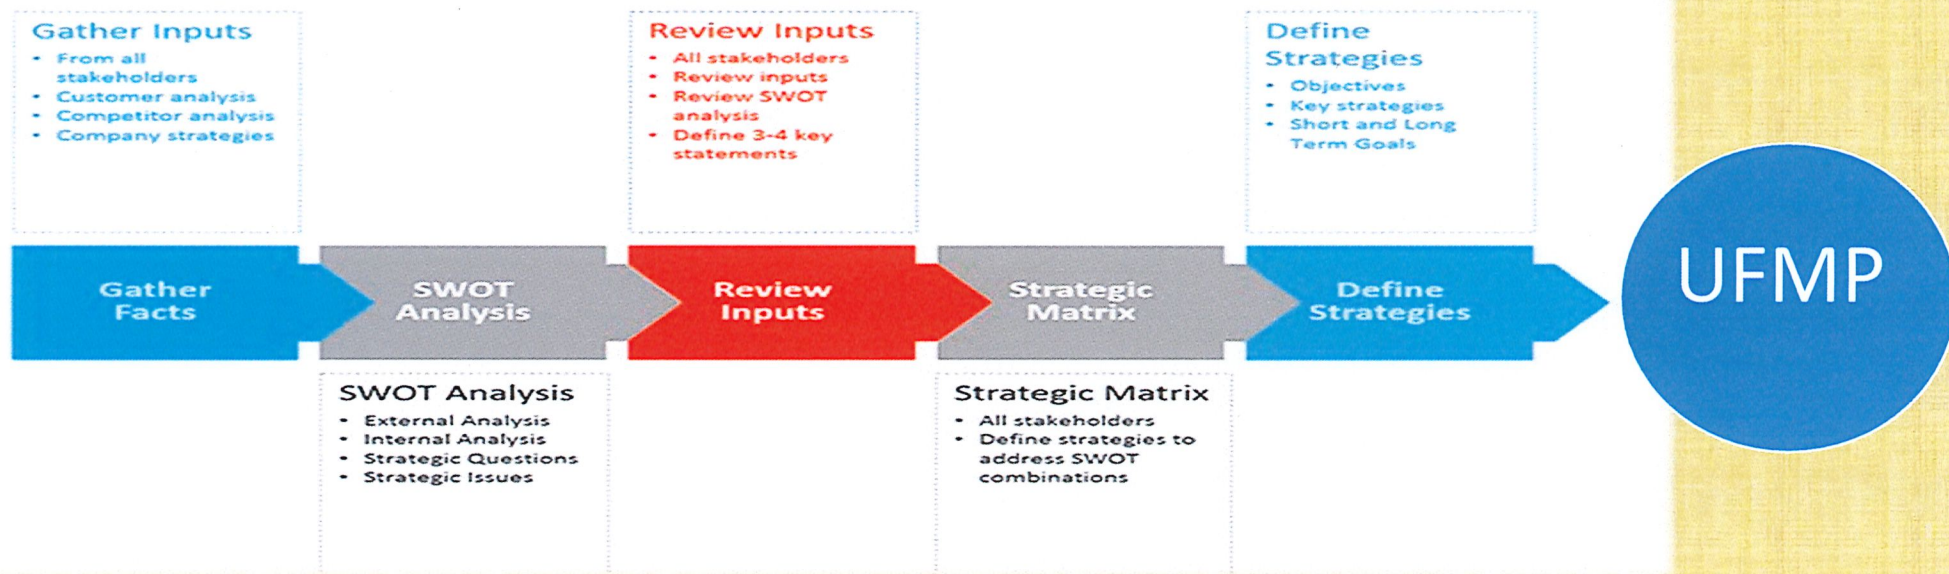 Gather Inputs
• From all
stakeholders
• Customer analysis
• Competitor analysis
• Company strategies
Review Inputs
• All stakeholders
• Review inputs
• Review SWOT
analysis
• Define 3-4 key
statements
Define
Strategies
• Objectives
• Key strategies
• Short and Long
Term Goals
Gather
Facts
SWOT
Analysis
Review
Inputs
Strategic
Matrix
Define
Strategies
UFMP
SWOT Analysis
• External Analysis
• Internal Analysis
• Strategic Questions
• Strategic Issues
Strategic Matrix
• All stakeholders
• Define strategies to
address SWOT
combinations